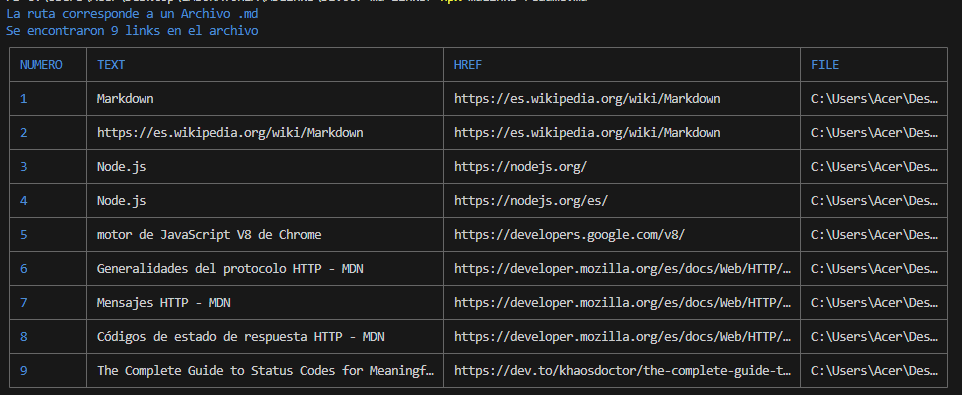 La ruta corresponde a un Archivo .md
Se encontraron 9 links en el archivo
NUMERO TEXT HREF FILE
1 Markdown https://es.wikipedia.org/wiki/Markdown C:\Users\Acer\Des…
2 https://es.wikipedia.org/wiki/Markdown https://es.wikipedia.org/wiki/Markdown C:\Users\Acer\Des…
3 Node.js https://nodejs.org/ C:\Users\Acer\Des…
4 Node.js https://nodejs.org/es/ C:\Users\Acer\Des…
5 motor de JavaScript V8 de Chrome https://developers.google.com/v8/ C:\Users\Acer\Des…
6 Generalidades del protocolo HTTP - MDN https://developer.mozilla.org/es/docs/Web/HTTP/… C:\Users\Acer\Des…
7 Mensajes HTTP - MDN https://developer.mozilla.org/es/docs/Web/HTTP/… C:\Users\Acer\Des…
8 Códigos de estado de respuesta HTTP - MDN https://developer.mozilla.org/es/docs/Web/HTTP/… C:\Users\Acer\Des…
9 The Complete Guide to Status Codes for Meaningf… https://dev.to/khaosdoctor/the-complete-guide-t… C:\Users\Acer\Des…